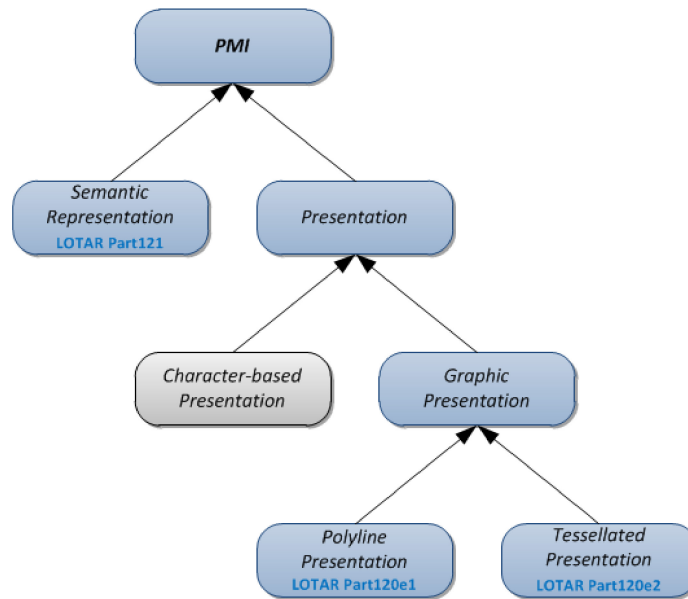 PMI
Semantic
Representation
LOTAR Part121
Presentation
Character-based
Presentation
Graphic
Presentation
Polyline
Presentation
LOTAR Part120e1
Tessellated
Presentation
LOTAR Part120e2